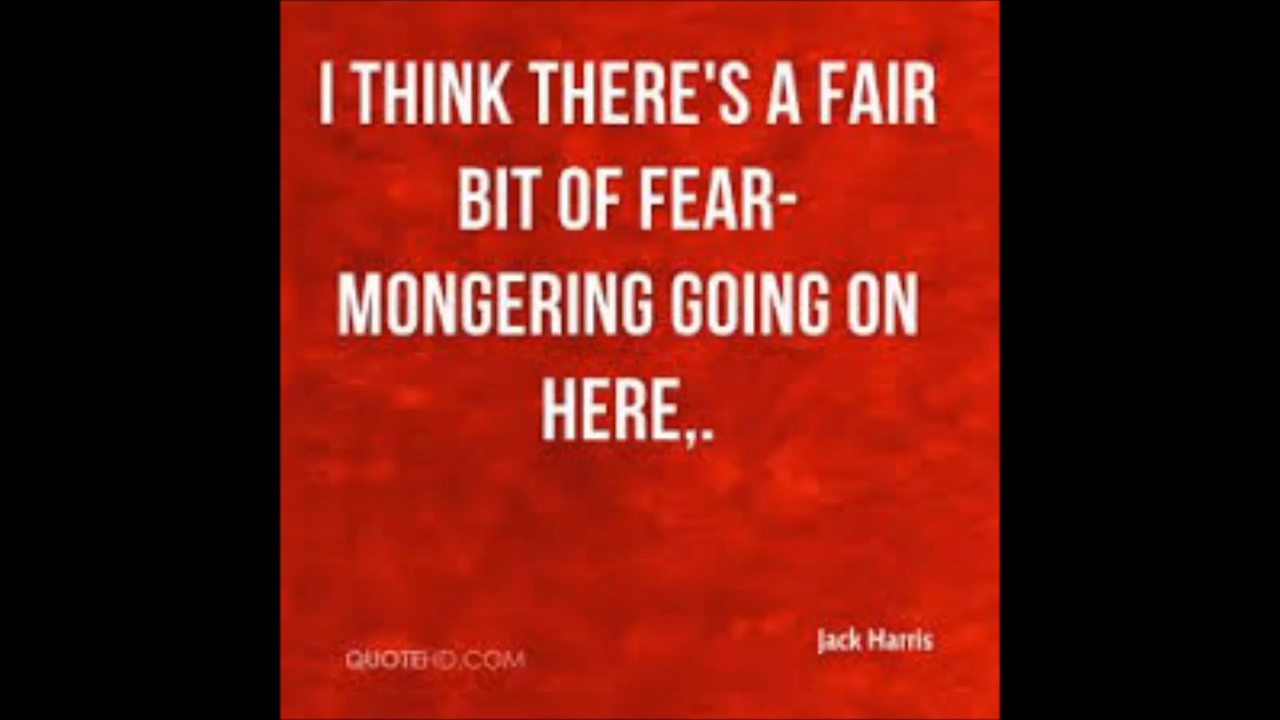 I THINK THERE'S A FAIR
BIT OF FEAR-
MONGERING GOING ON
HERE,.
Jack Harris
QUOTEHD.COM